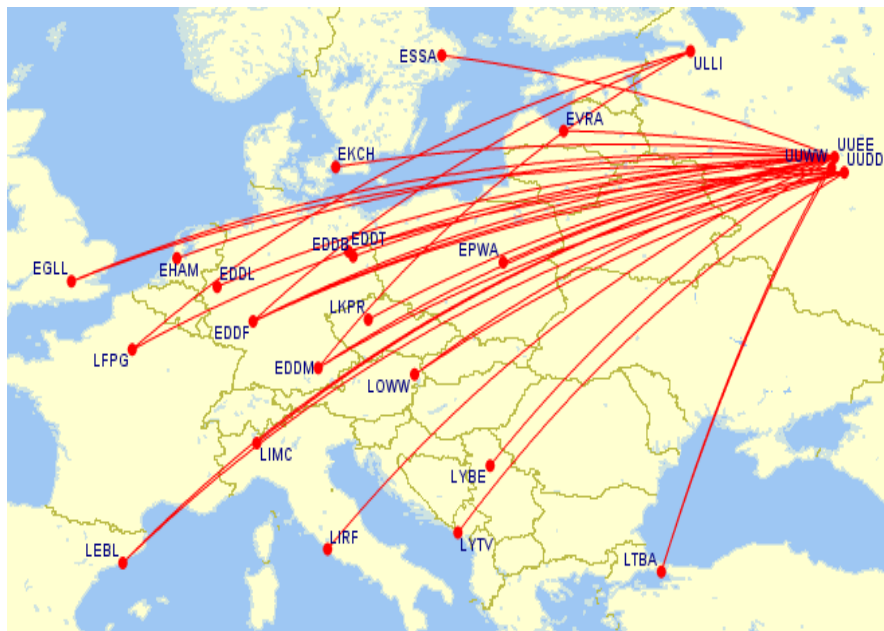 ESSA
ULLI
EVRA
UUEE
EKCH
UUWW
UUDD
EDDB
EDDT
EPWA
EGLL
EHAM
EDDL
LKPR
EDDF
LFPG
EDDM
LOWW
LIMC
LYBE
LIRF
LYTV
LEBL
LTBA